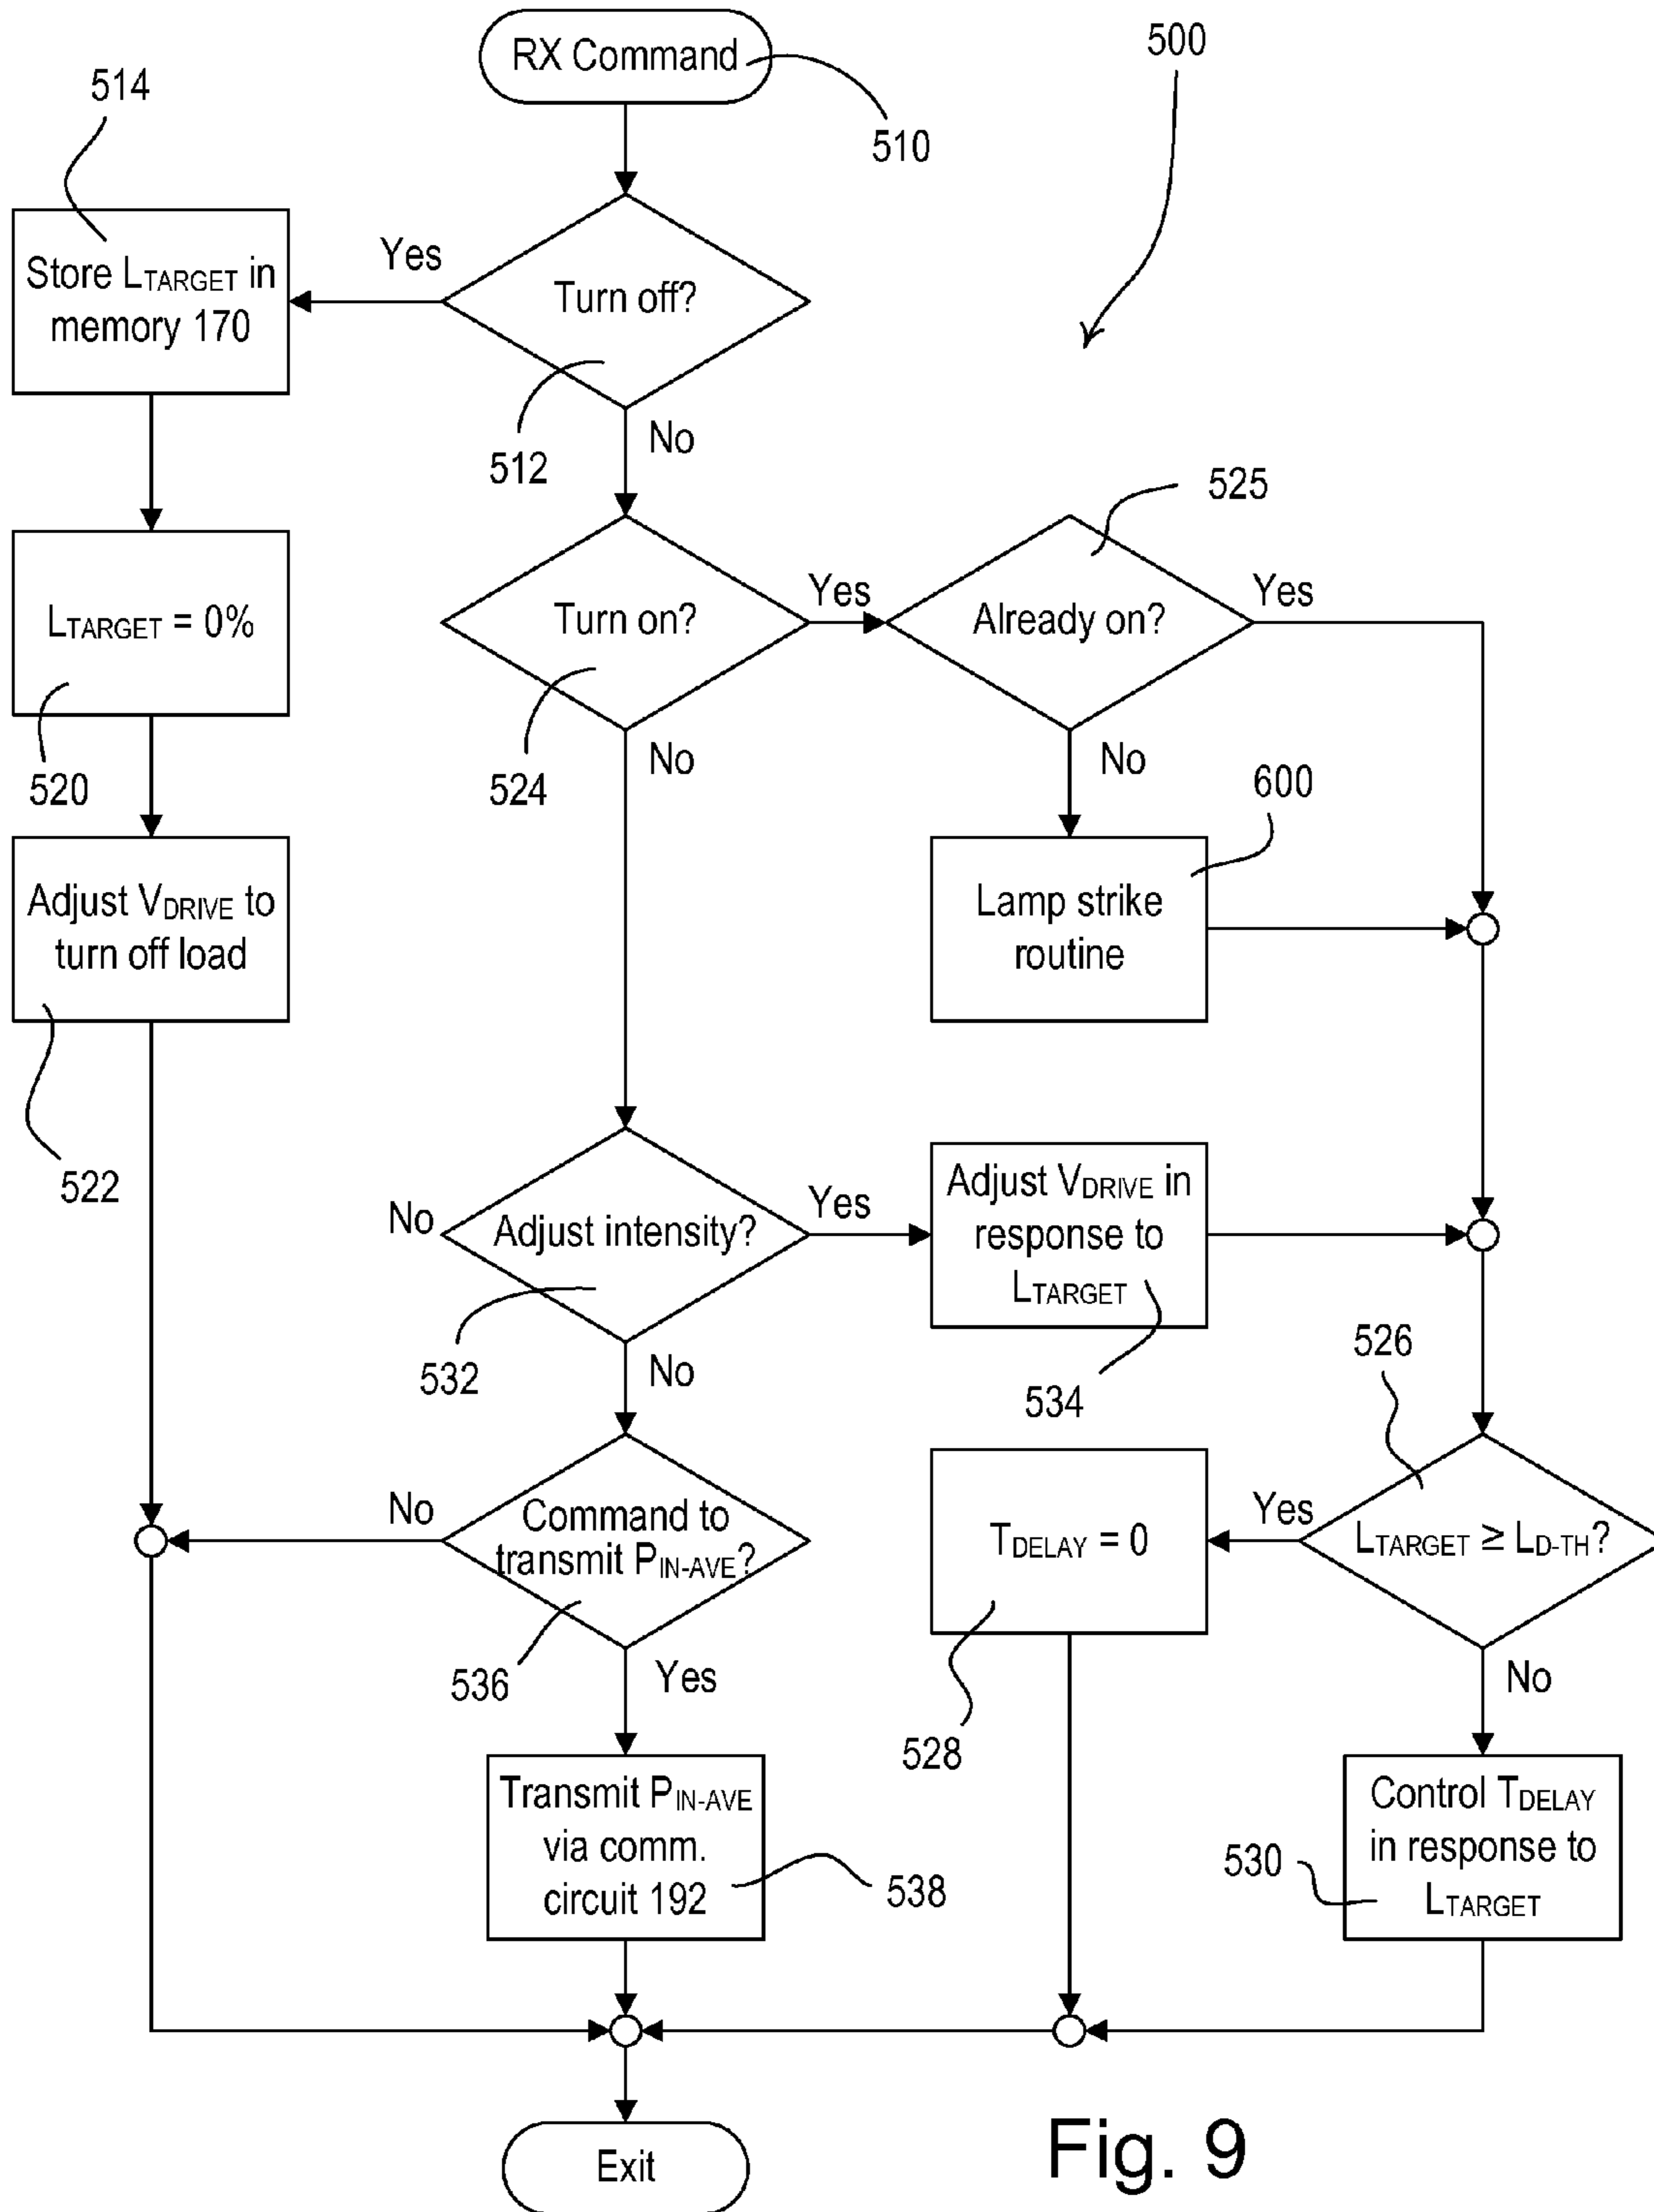 RX Command
500
514
510
Store LTARGET in
memory 170
Yes
Turn off?
512
No
525
LTARGET = 0%
Turn on?
Yes
Already on?
Yes
520
524
No
No
600
Adjust VDRIVE to
turn off load
Lamp strike
routine
522
No
Adjust intensity?
Yes
Adjust VDRIVE in
response to
LTARGET
532
No
534
526
No
Command to
transmit PIN-AVE?
TDELAY = 0
Yes
LTARGET ≥ LD-TH?
536
Yes
528
No
Transmit PIN-AVE
via comm.
circuit 192
538
530
Control TDELAY
in response to
LTARGET
Exit
Fig. 9